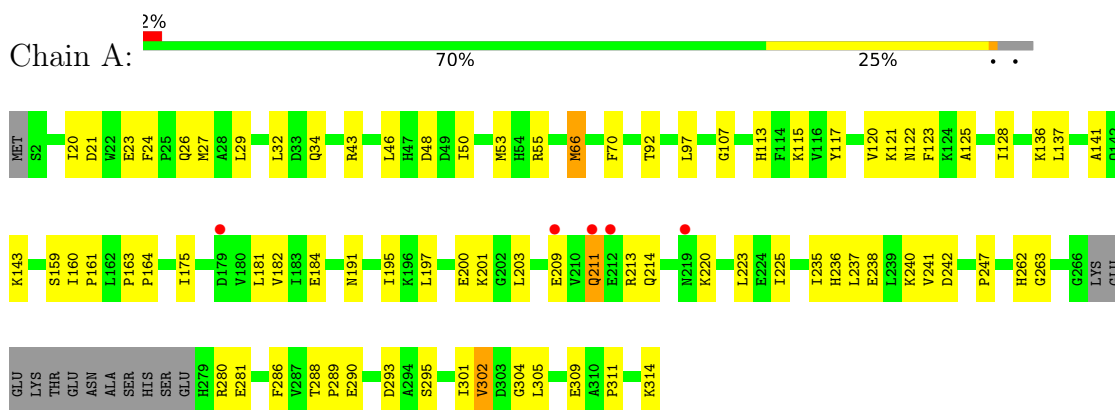 2%
Chain A:
70% 25% • •
MET S2 I20 D21 W22 E23 F24 P25 Q26 M27 A28 L29 L32 D33 Q34 R43 L46 H47 D48 D49 I50 M53 H54 R55 M66 F70 T92 L97 G107 H113 F114 K115 V116 Y117 V120 K121 N122 F123 K124 A125 I128 K136 L137 A141
K143 S159 I160 P161 L162 P163 P164 I175 D179 V180 L181 V182 I183 E184 N191 I195 K196 L197 E200 K201 G202 L203 E209 V210 Q211 E212 R213 Q214 N219 K220 L223 E224 I225 I235 H236 L237 E238 L239 K240 V241 D242 P247 H262 G263 G266 LYS GLU
GLU LYS THR GLU ASN ALA SER HIS SER GLU H279 R280 E281 F286 V287 T288 P289 E290 D293 A294 S295 I301 V302 D303 G304 L305 E309 A310 P311 K314